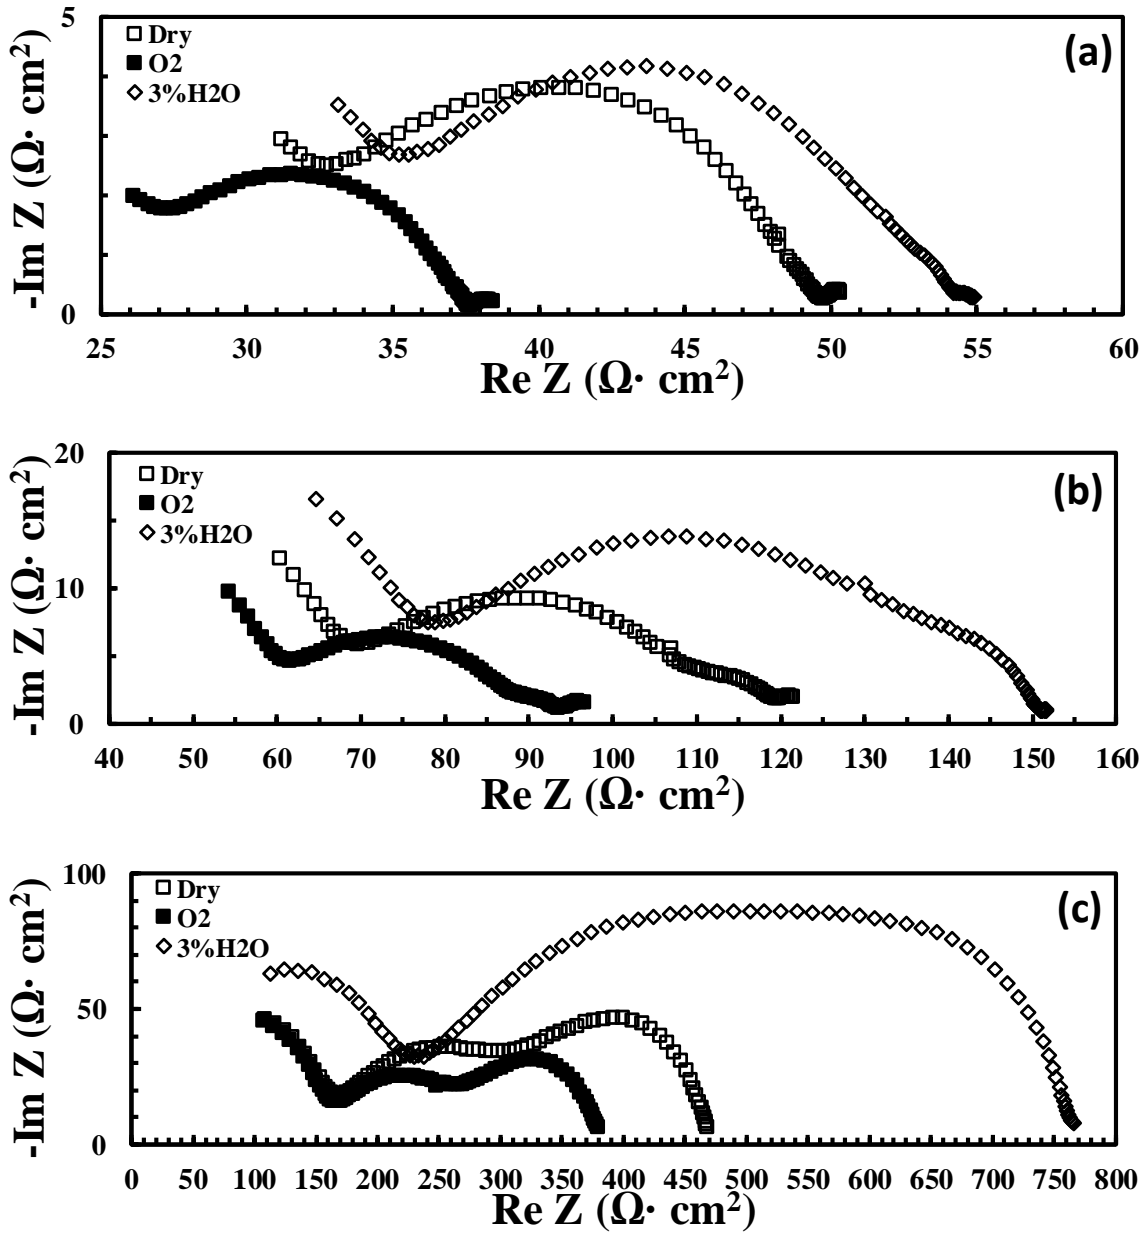 5
(a)
Dry
O2
3%H2O
-Im Z (Ω· cm²)
0
25 30 35 40 45 50 55 60
Re Z (Ω· cm²)
20
(b)
Dry
O2
3%H2O
-Im Z (Ω· cm²)
10
0
40 50 60 70 80 90 100 110 120 130 140 150 160
Re Z (Ω· cm²)
100
(c)
Dry
O2
3%H2O
-Im Z (Ω· cm²)
50
0
0 50 100 150 200 250 300 350 400 450 500 550 600 650 700 750 800
Re Z (Ω· cm²)